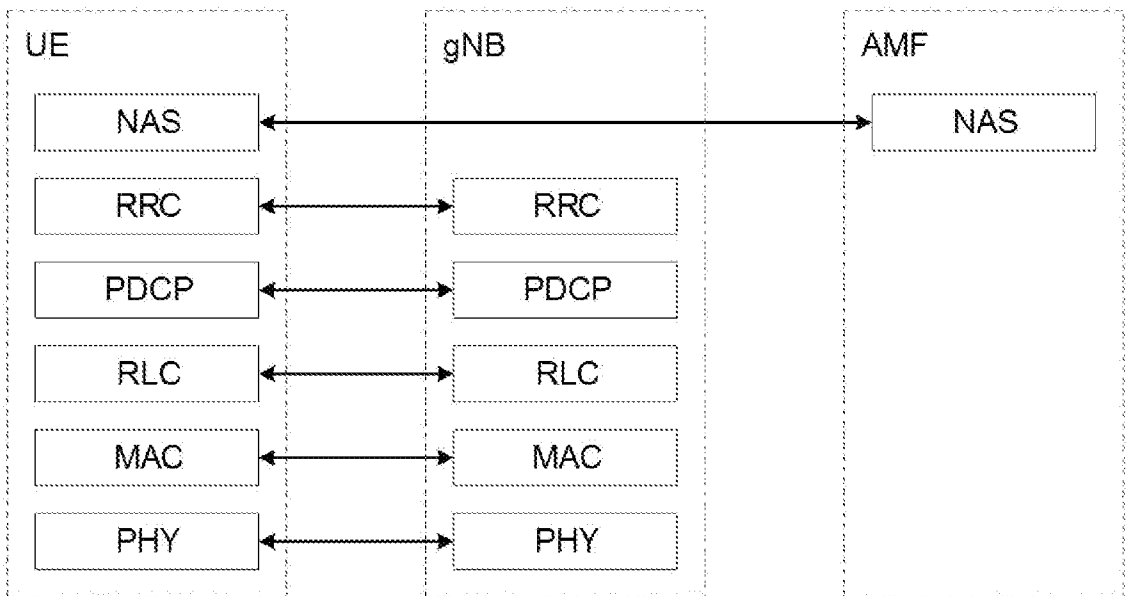 UE gNB AMF
NAS NAS
RRC RRC
PDCP PDCP
RLC RLC
MAC MAC
PHY PHY